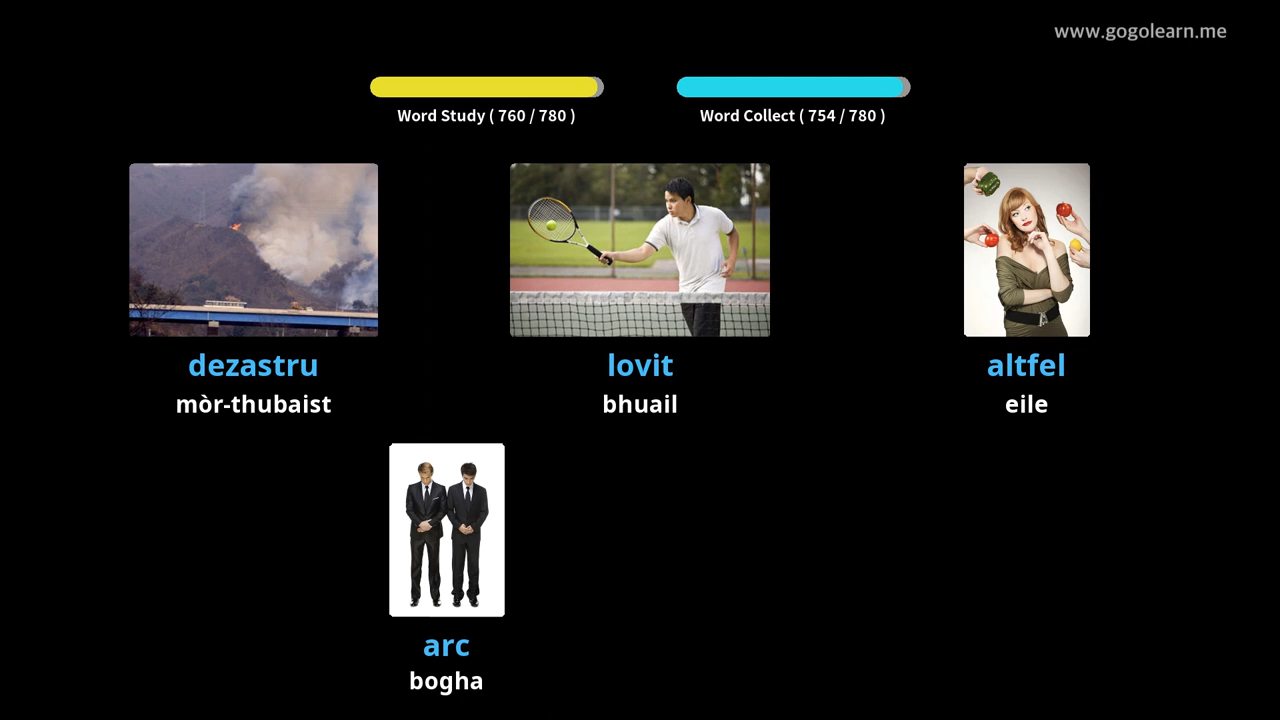 www.gogolearn.me
Word Study ( 760 / 780 )
Word Collect ( 754 / 780 )
dezastru
mòr-thubaist
lovit
bhuail
altfel
eile
arc
bogha